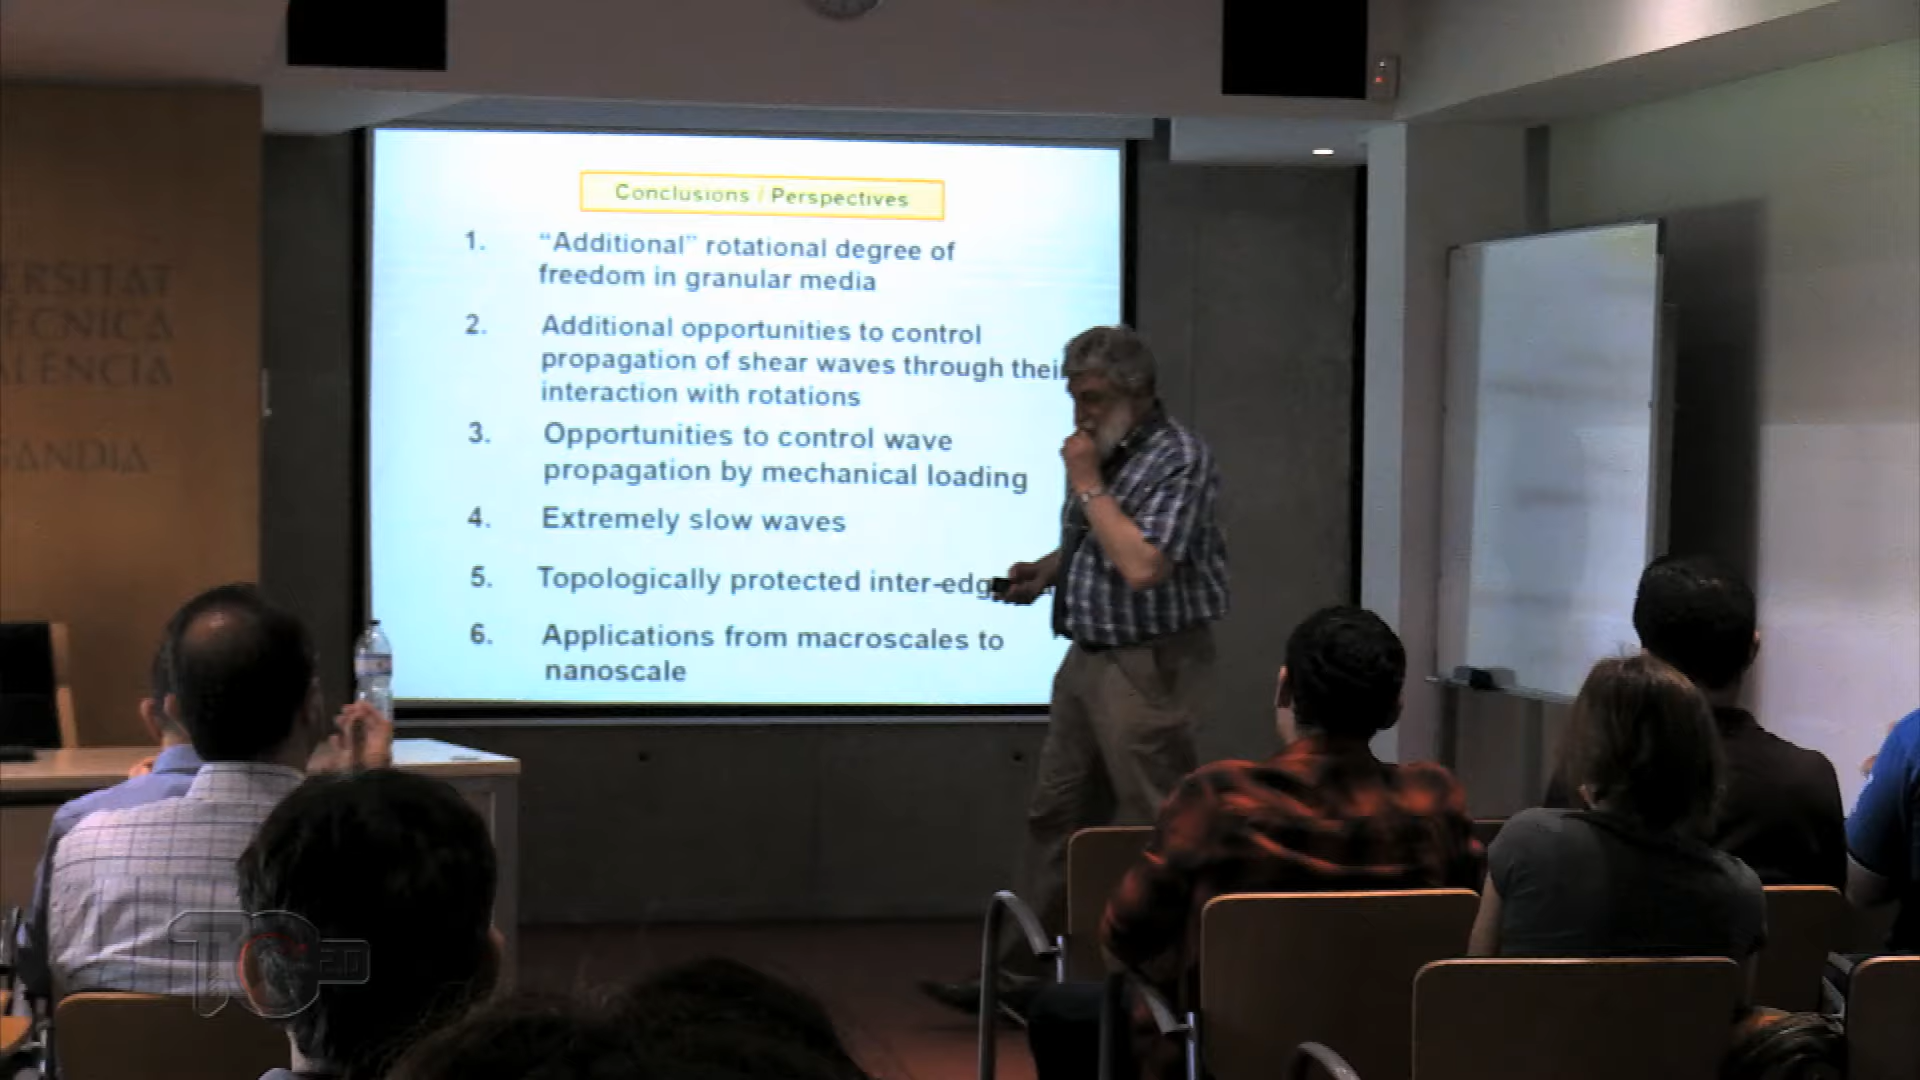 Conclusions / Perspectives
1. "Additional" rotational degree of
freedom in granular media
2. Additional opportunities to control
propagation of shear waves through their
interaction with rotations
3. Opportunities to control wave
propagation by mechanical loading
4. Extremely slow waves
5. Topologically protected inter-edg
6. Applications from macroscales to
nanoscale
ERSITAT
ÈCNICA
ALÈNCIA
GANDIA